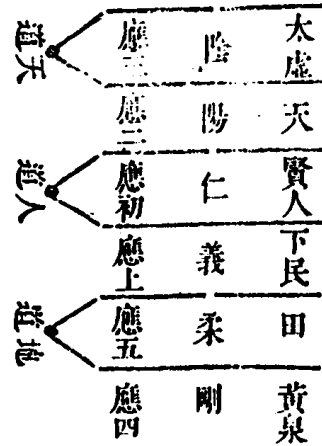 太虛 天 賢人 下民 田 黃泉
陰 陽 仁 義 柔 剛
應三 應二 應初 應上 應五 應四
天道
人道
地道